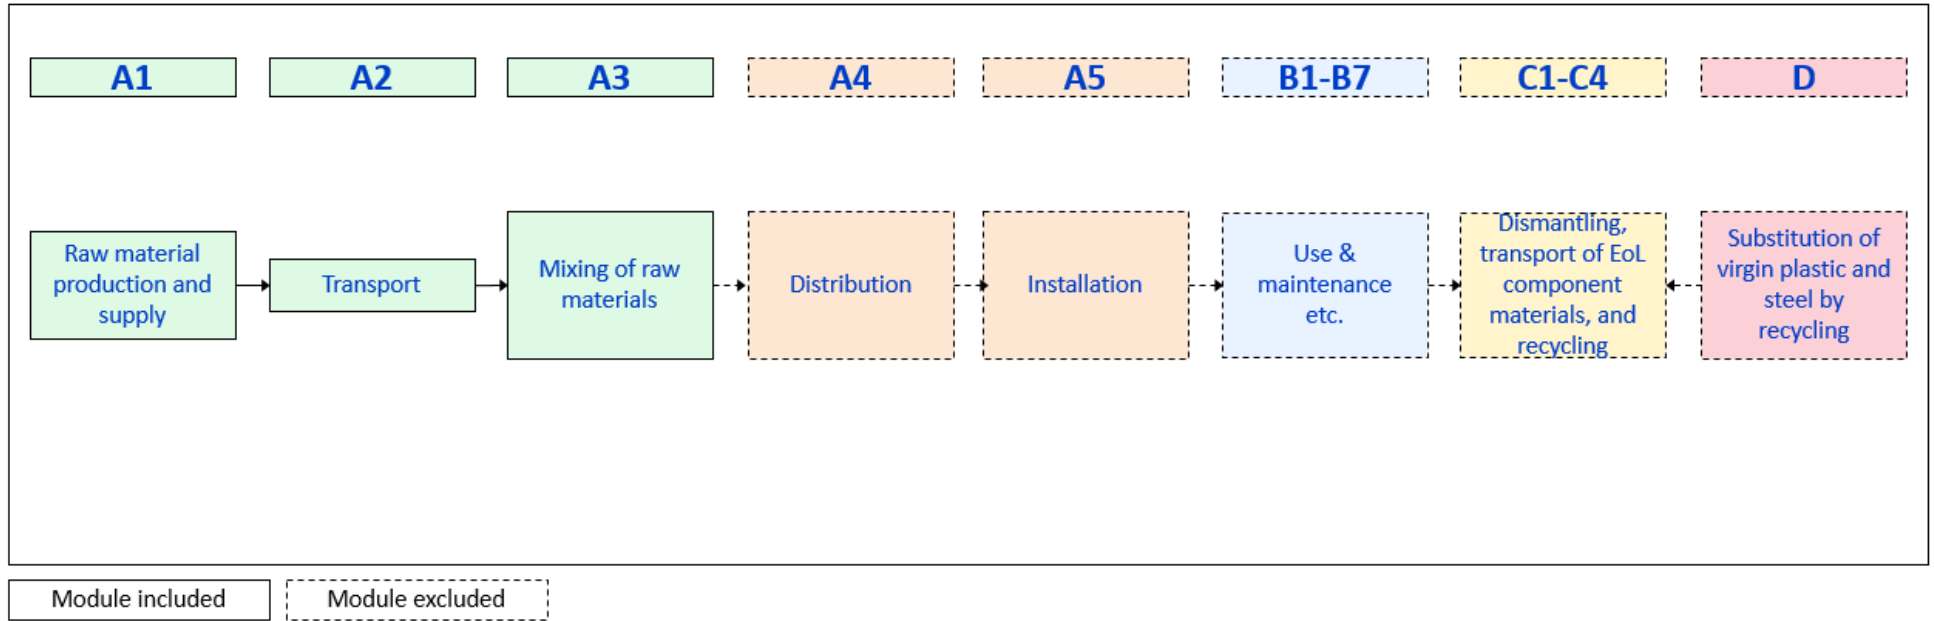 A1
A2
A3
A4
A5
B1-B7
C1-C4
D
Raw material
production and
supply
Transport
Mixing of raw
materials
Distribution
Installation
Use &
maintenance
etc.
Dismantling,
transport of EoL
component
materials, and
recycling
Substitution of
virgin plastic and
steel by
recycling
Module included
Module excluded